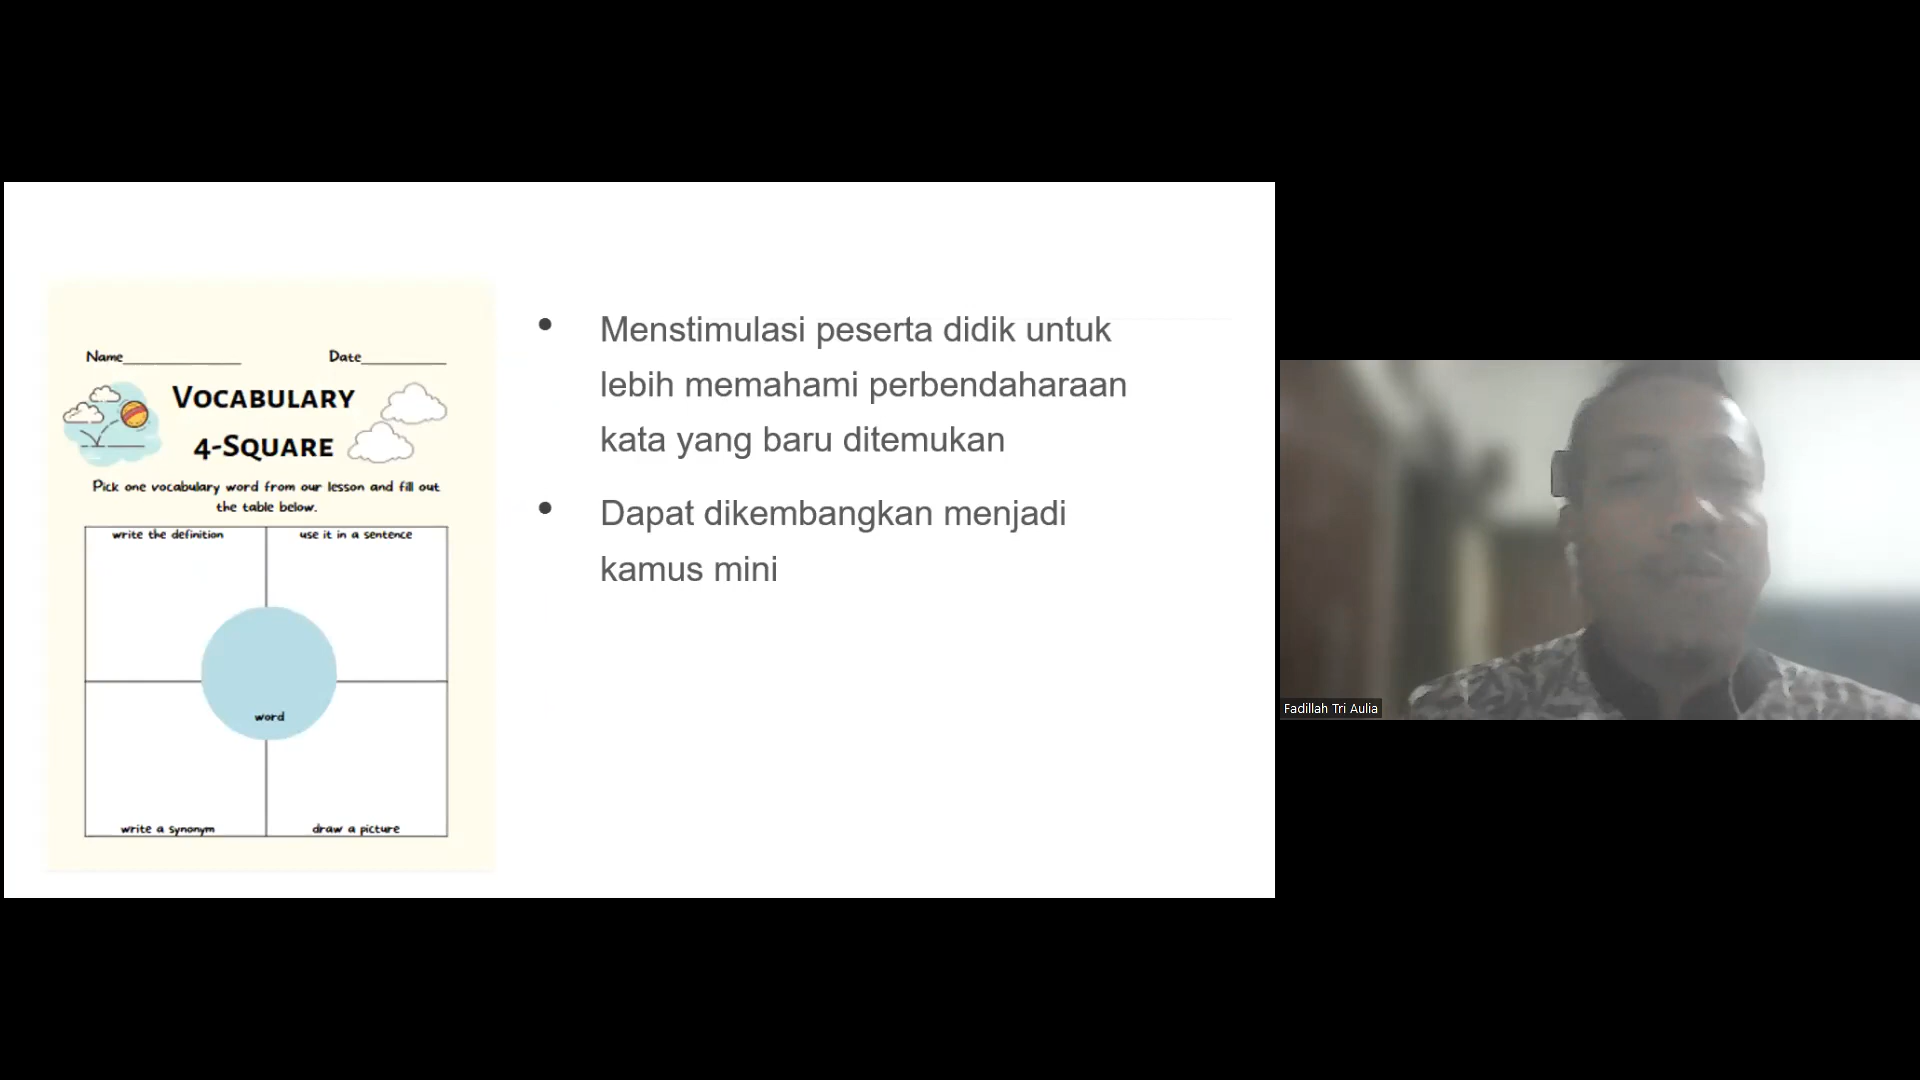 Name
Date
VOCABULARY
4-SQUARE
Pick one vocabulary word from our lesson and fill out
the table below.
write the definition
use it in a sentence
word
write a synonym
draw a picture
• Menstimulasi peserta didik untuk
lebih memahami perbendaharaan
kata yang baru ditemukan
• Dapat dikembangkan menjadi
kamus mini
Fadillah Tri Aulia